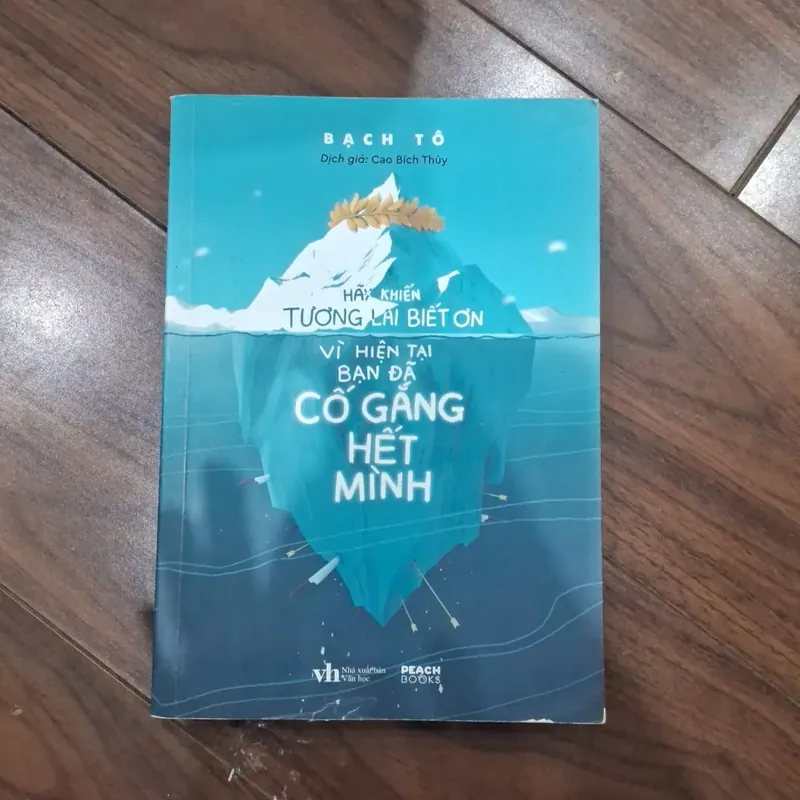 BẠCH TÔ
Dịch giả: Cao Bích Thủy
HÃY KHIẾN
TƯƠNG LAI BIẾT ƠN
VÌ HIỆN TẠI
BẠN ĐÃ
CỐ GẮNG
HẾT
MÌNH
vh Nhà xuất bản
Văn học
PEACH
BOOKS